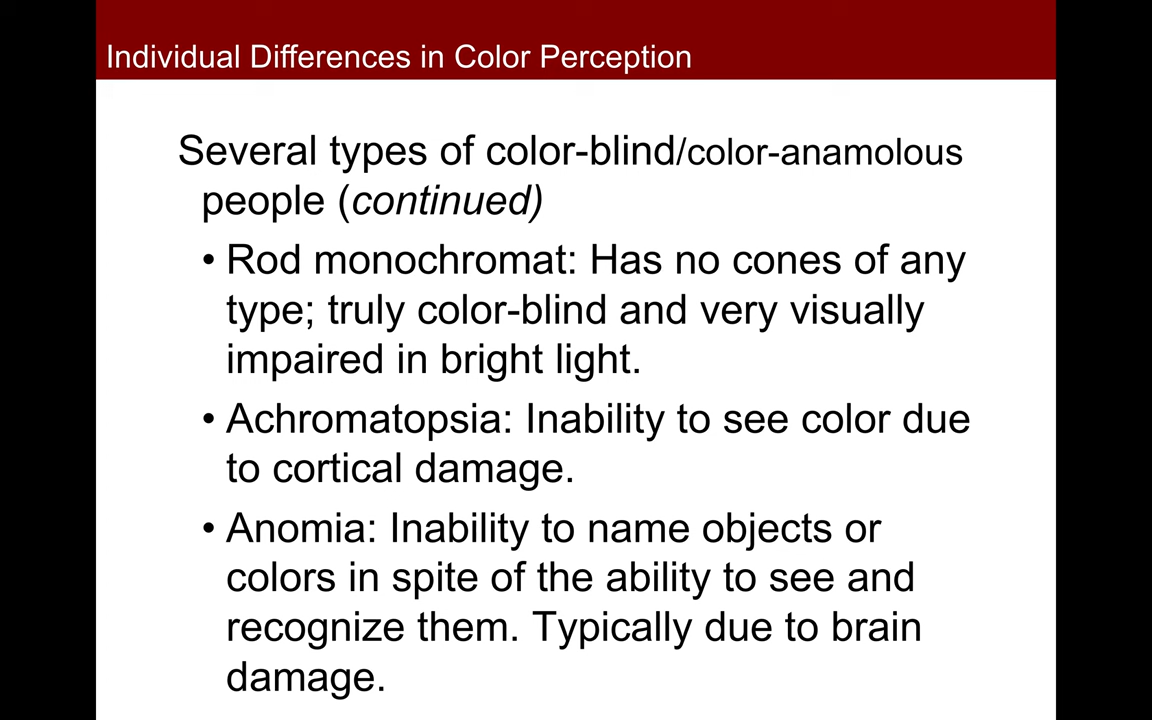 Individual Differences in Color Perception
Several types of color-blind/color-anamolous
people (continued)
• Rod monochromat: Has no cones of any
type; truly color-blind and very visually
impaired in bright light.
• Achromatopsia: Inability to see color due
to cortical damage.
• Anomia: Inability to name objects or
colors in spite of the ability to see and
recognize them. Typically due to brain
damage.